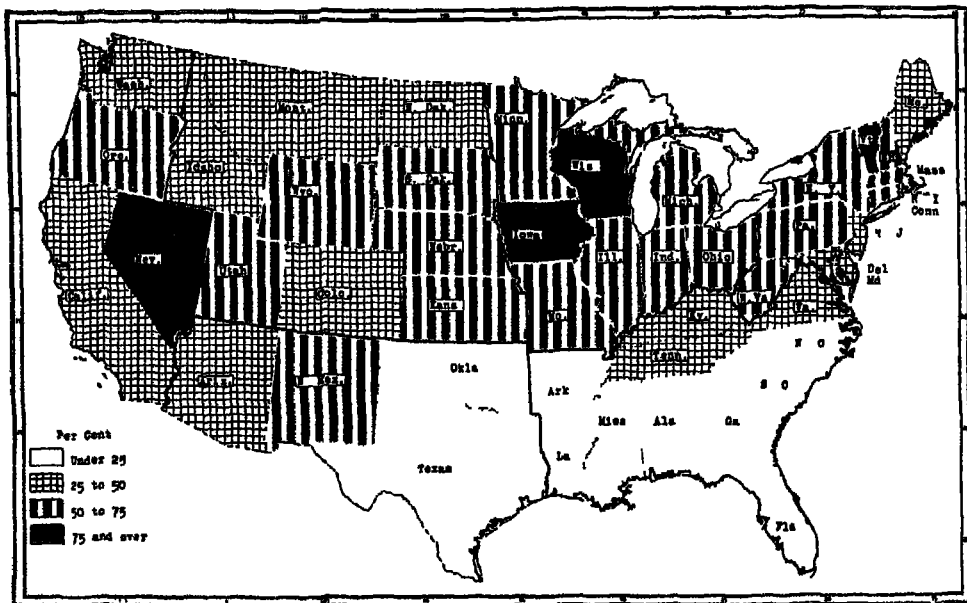 Wash.
Mont.
N. Dak.
Minn.
Me.
Ore.
Idaho
Wis
Mass
Wyo.
S. Dak.
Mich.
N. Y.
R I
Conn
Nev.
Utah
Nebr.
Iowa
Ill.
Ind.
Ohio
Pa.
N J
Calif.
Colo.
Kans
Mo.
W. Va.
Va.
Del
Md
Ky.
Tenn.
N C
Ariz.
N. Mex.
Okla
Ark
S C
Miss
Ala
Ga
La
Texas
Fla
Per Cent
Under 25
25 to 50
50 to 75
75 and over